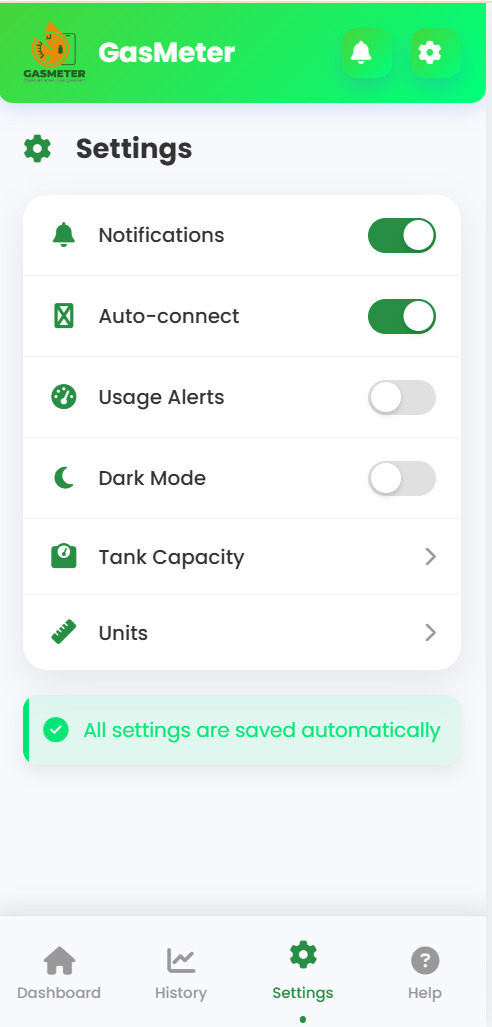 GASMETER
GasMeter
Settings
Notifications
Auto-connect
Usage Alerts
Dark Mode
Tank Capacity
Units
All settings are saved automatically
Dashboard
History
Settings
Help